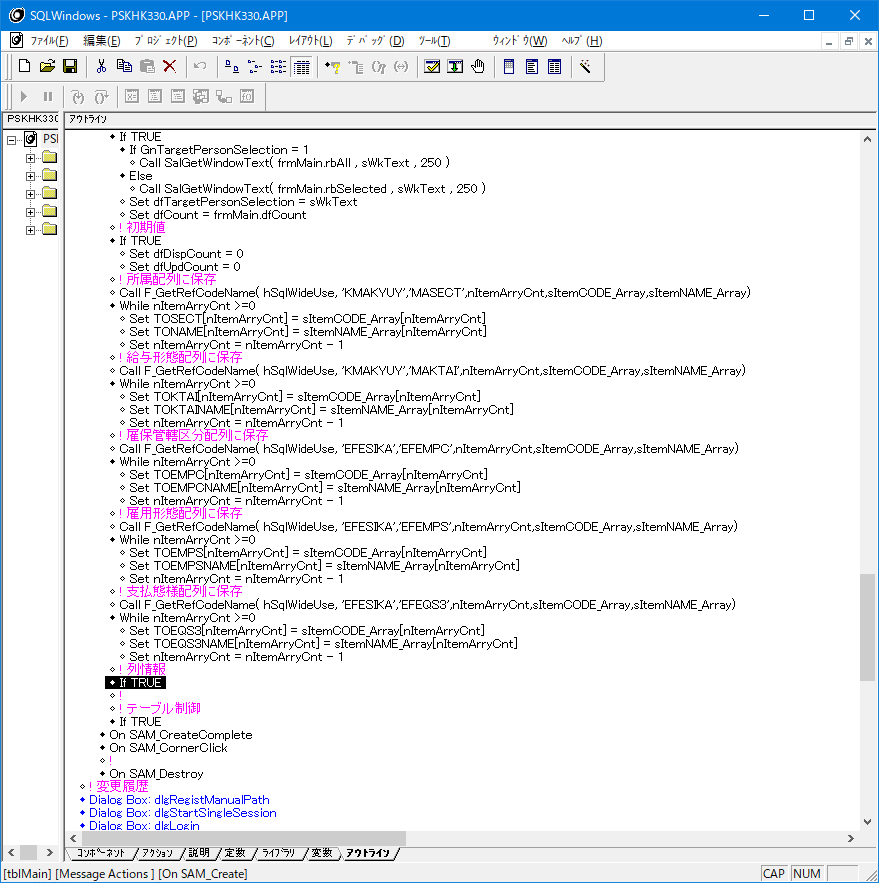 SQLWindows - PSKHK330.APP - [PSKHK330.APP]
ファイル(F) 編集(E) プロジェクト(P) コンポーネント(C) レイアウト(L) デバッグ(D) ツール(T) ウィンドウ(W) ヘルプ(H)
PSKHK330 アウトライン
PSI
If TRUE
If GnTargetPersonSelection = 1
Call SalGetWindowText( frmMain.rbAll , sWkText , 250 )
Else
Call SalGetWindowText( frmMain.rbSelected , sWkText , 250 )
Set dfTargetPersonSelection = sWkText
Set dfCount = frmMain.dfCount
! 初期値
If TRUE
Set dfDispCount = 0
Set dfUpdCount = 0
! 所属配列に保存
Call F_GetRefCodeName( hSqlWideUse, 'KMAKYUY','MASECT',nItemArryCnt,sItemCODE_Array,sItemNAME_Array)
While nItemArryCnt >=0
Set TOSECT[nItemArryCnt] = sItemCODE_Array[nItemArryCnt]
Set TONAME[nItemArryCnt] = sItemNAME_Array[nItemArryCnt]
Set nItemArryCnt = nItemArryCnt - 1
! 給与形態配列に保存
Call F_GetRefCodeName( hSqlWideUse, 'KMAKYUY','MAKTAI',nItemArryCnt,sItemCODE_Array,sItemNAME_Array)
While nItemArryCnt >=0
Set TOKTAI[nItemArryCnt] = sItemCODE_Array[nItemArryCnt]
Set TOKTAINAME[nItemArryCnt] = sItemNAME_Array[nItemArryCnt]
Set nItemArryCnt = nItemArryCnt - 1
! 雇保管轄区分配列に保存
Call F_GetRefCodeName( hSqlWideUse, 'EFESIKA','EFEMPC',nItemArryCnt,sItemCODE_Array,sItemNAME_Array)
While nItemArryCnt >=0
Set TOEMPC[nItemArryCnt] = sItemCODE_Array[nItemArryCnt]
Set TOEMPCNAME[nItemArryCnt] = sItemNAME_Array[nItemArryCnt]
Set nItemArryCnt = nItemArryCnt - 1
! 雇用形態配列に保存
Call F_GetRefCodeName( hSqlWideUse, 'EFESIKA','EFEMPS',nItemArryCnt,sItemCODE_Array,sItemNAME_Array)
While nItemArryCnt >=0
Set TOEMPS[nItemArryCnt] = sItemCODE_Array[nItemArryCnt]
Set TOEMPSNAME[nItemArryCnt] = sItemNAME_Array[nItemArryCnt]
Set nItemArryCnt = nItemArryCnt - 1
! 支払態様配列に保存
Call F_GetRefCodeName( hSqlWideUse, 'EFESIKA','EFEQS3',nItemArryCnt,sItemCODE_Array,sItemNAME_Array)
While nItemArryCnt >=0
Set TOEQS3[nItemArryCnt] = sItemCODE_Array[nItemArryCnt]
Set TOEQS3NAME[nItemArryCnt] = sItemNAME_Array[nItemArryCnt]
Set nItemArryCnt = nItemArryCnt - 1
! 列情報
If TRUE
!
! テーブル制御
If TRUE
On SAM_CreateComplete
On SAM_CornerClick
!
On SAM_Destroy
! 変更履歴
Dialog Box: dlgRegistManualPath
Dialog Box: dlgStartSingleSession
Dialog Box: dlgLogin
コンポーネント アクション 説明 定数 ライブラリ 変数 アウトライン
[tblMain] [Message Actions ] [On SAM_Create] CAP NUM